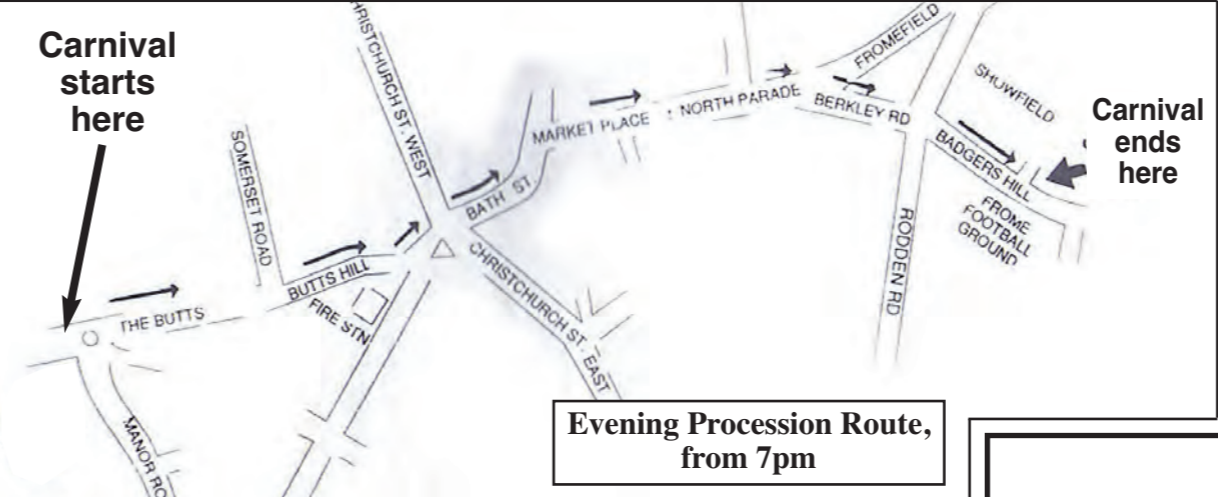 Carnival
starts
here
HRISTCHURCH ST. WEST
SOMERSET ROAD
THE BUTTS
MANOR RO
BUTTS HILL
FIRE STN
BATH ST
CHRISTCHURCH ST. EAST
MARKET PLACE
NORTH PARADE
FROMEFIELD
BERKLEY RD
SHOWFIELD
BADGERS HILL
FROME
FOOTBALL
GROUND
RODDEN RD
Carnival
ends
here
Evening Procession Route,
from 7pm